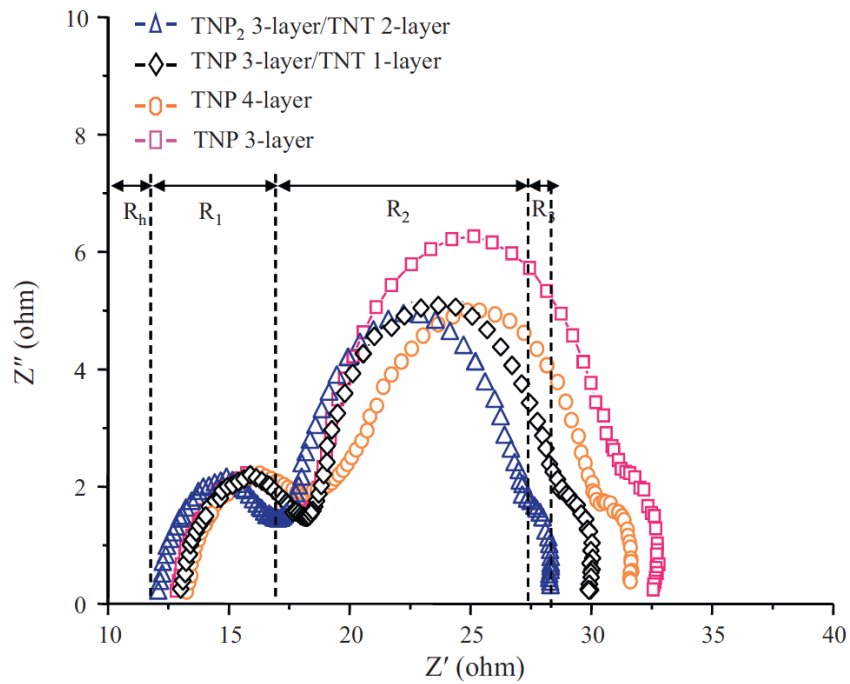 TNP₂ 3-layer/TNT 2-layer
TNP 3-layer/TNT 1-layer
TNP 4-layer
TNP 3-layer
10
8
6
4
2
0
R_h
R₁
R₂
R₃
Z″ (ohm)
10 15 20 25 30 35 40
Z′ (ohm)